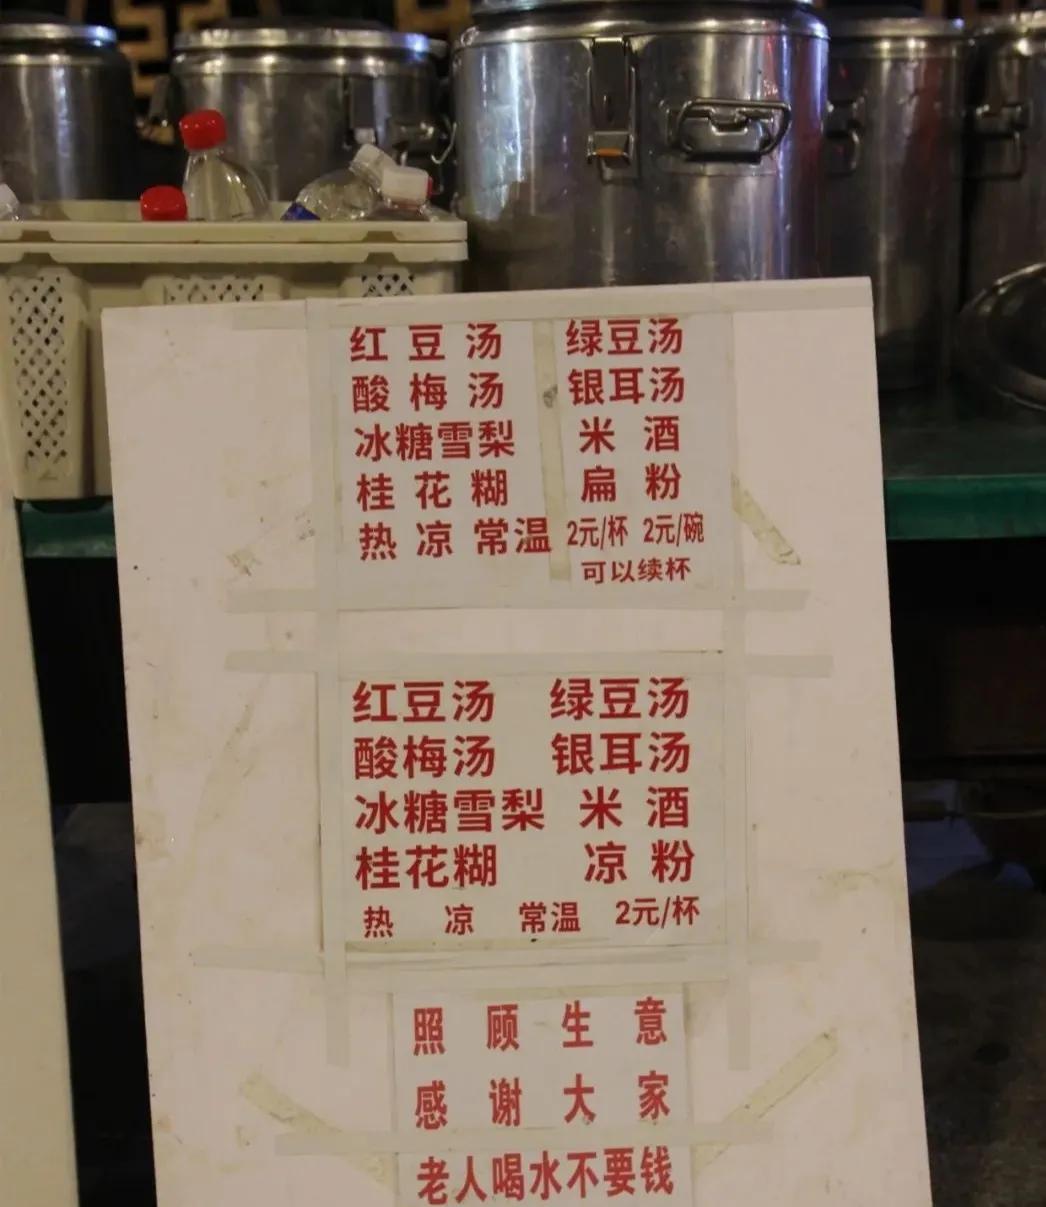 红豆汤 绿豆汤
酸梅汤 银耳汤
冰糖雪梨 米酒
桂花糊 扁粉
热 凉 常温 2元/杯 2元/碗
可以续杯
红豆汤 绿豆汤
酸梅汤 银耳汤
冰糖雪梨 米酒
桂花糊 凉粉
热 凉 常温 2元/杯
照顾生意
感谢大家
老人喝水不要钱